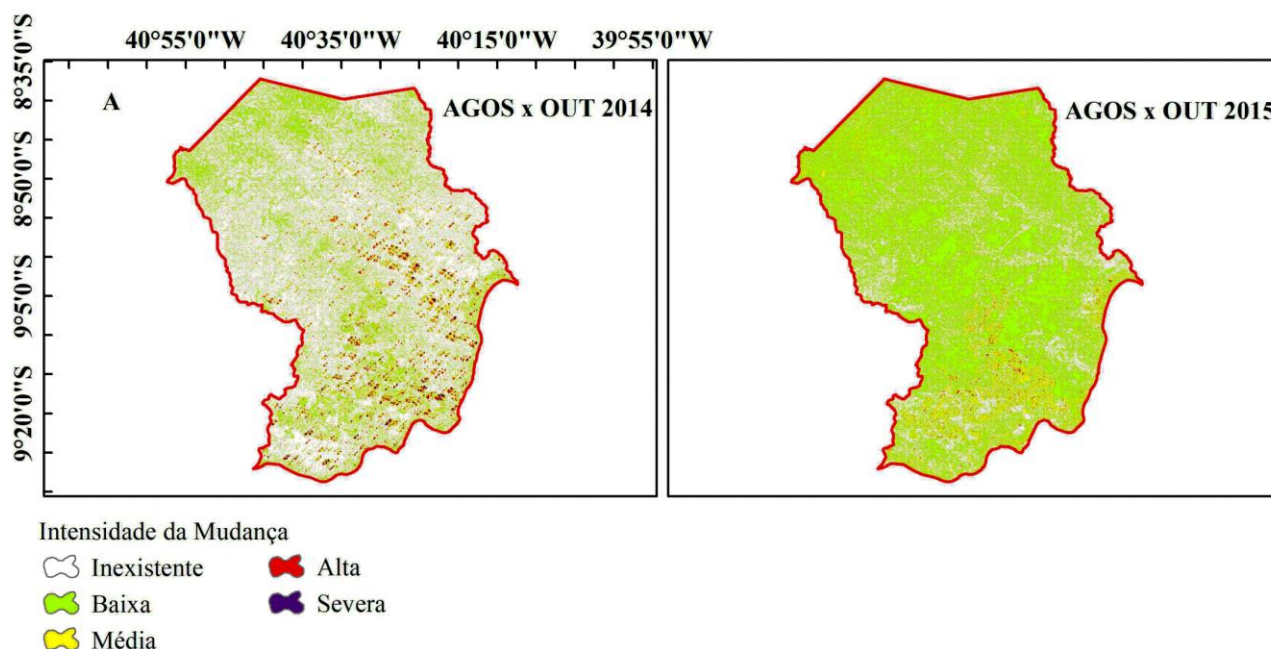 40°55'0"W 40°35'0"W 40°15'0"W 39°55'0"W
8°35'0"S
8°50'0"S
9°5'0"S
9°20'0"S
A
AGOS x OUT 2014
AGOS x OUT 2015
Intensidade da Mudança
Inexistente
Baixa
Média
Alta
Severa